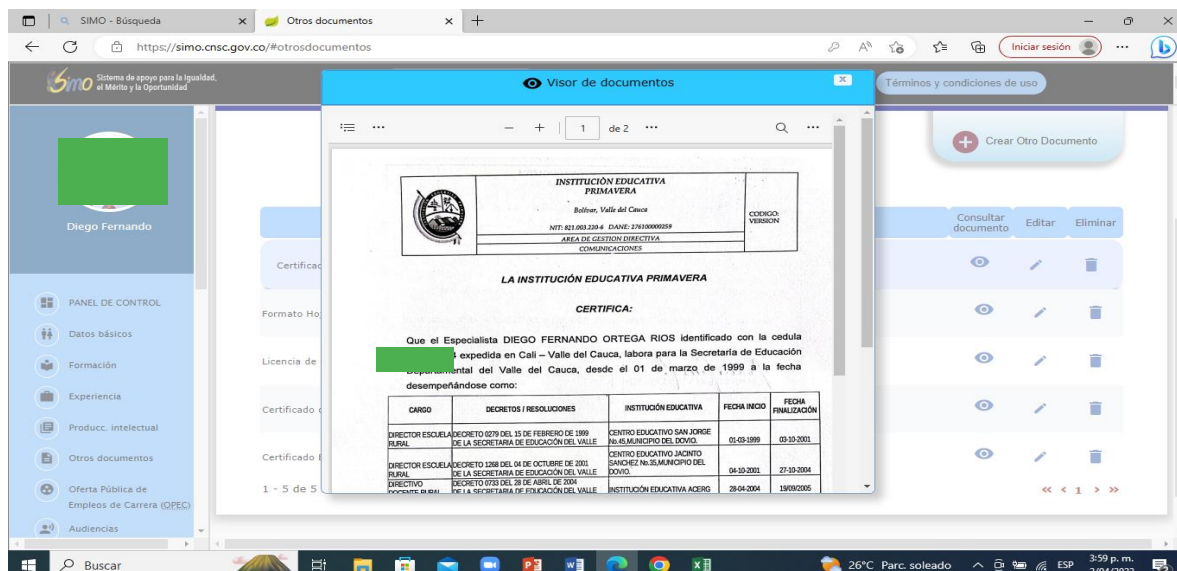 SIMO - Búsqueda
Otros documentos
https://simo.cnsc.gov.co/#otrosdocumentos
Iniciar sesión
Simo
Sistema de apoyo para la Igualdad,
el Mérito y la Oportunidad
Visor de documentos
Términos y condiciones de uso
1 de 2
Crear Otro Documento
Diego Fernando
PANEL DE CONTROL
Datos básicos
Formación
Experiencia
Producc. intelectual
Otros documentos
Oferta Pública de
Empleos de Carrera (OPEC)
Audiencias
Consultar
documento
Editar
Eliminar
Certificad
Formato Ho
Licencia de
Certificado
Certificado
1 - 5 de 5
INSTITUCIÓN EDUCATIVA
PRIMAVERA
Bolívar, Valle del Cauca
NIT: 821.003.220-6 DANE: 276100000259
AREA DE GESTION DIRECTIVA
COMUNICACIONES
CODIGO:
VERSION
LA INSTITUCIÓN EDUCATIVA PRIMAVERA
CERTIFICA:
Que el Especialista DIEGO FERNANDO ORTEGA RIOS identificado con la cedula
4 expedida en Cali – Valle del Cauca, labora para la Secretaría de Educación
Departamental del Valle del Cauca, desde el 01 de marzo de 1999 a la fecha
desempeñándose como:
CARGO DECRETOS / RESOLUCIONES INSTITUCIÓN EDUCATIVA FECHA INICIO FECHA FINALIZACIÓN
DIRECTOR ESCUELA RURAL
DECRETO 0279 DEL 15 DE FEBRERO DE 1999
DE LA SECRETARIA DE EDUCACIÓN DEL VALLE
CENTRO EDUCATIVO SAN JORGE
No.45,MUNICIPIO DEL DOVIO.
01-03-1999
03-10-2001
DIRECTOR ESCUELA RURAL
DECRETO 1268 DEL 04 DE OCTUBRE DE 2001
DE LA SECRETARIA DE EDUCACIÓN DEL VALLE
CENTRO EDUCATIVO JACINTO
SANCHEZ No.35,MUNICIPIO DEL
DOVIO.
04-10-2001
27-10-2004
DIRECTIVO
DOCENTE RURAL
DECRETO 0733 DEL 28 DE ABRIL DE 2004
DE LA SECRETARIA DE EDUCACIÓN DEL VALLE
INSTITUCIÓN EDUCATIVA ACERG
28-04-2004
19/09/2005
« < 1 > »
Buscar
26°C Parc. soleado
ESP
3:59 p. m.